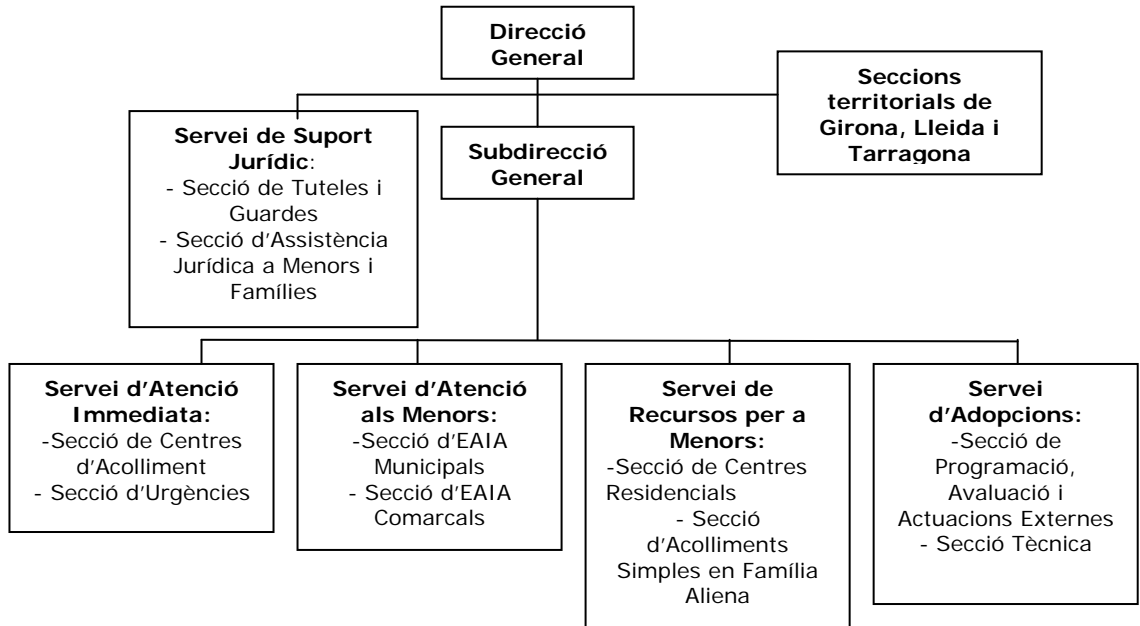 Direcció
General
Seccions
territorials de
Girona, Lleida i
Tarragona
Servei de Suport
Jurídic:
- Secció de Tuteles i
Guardes
- Secció d'Assistència
Jurídica a Menors i
Famílies
Subdirecció
General
Servei d'Atenció
Immediata:
-Secció de Centres
d'Acolliment
- Secció d'Urgències
Servei d'Atenció
als Menors:
-Secció d'EAIA
Municipals
- Secció d'EAIA
Comarcals
Servei de
Recursos per a
Menors:
-Secció de Centres
Residencials
- Secció
d'Acolliments
Simples en Família
Aliena
Servei
d'Adopcions:
-Secció de
Programació,
Avaluació i
Actuacions Externes
- Secció Tècnica